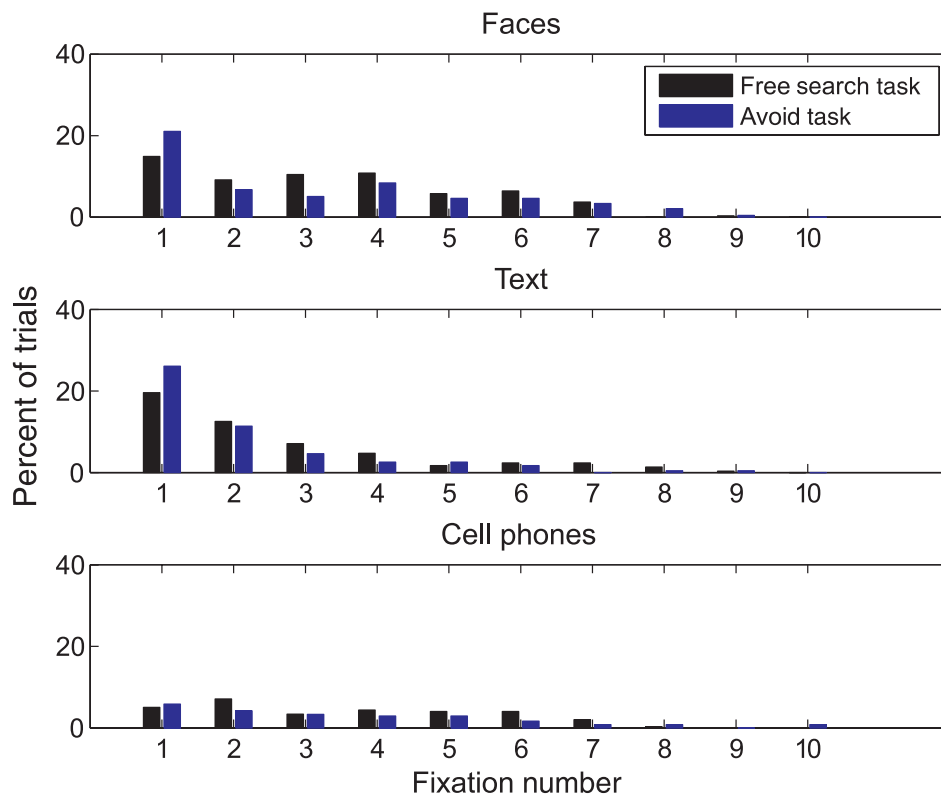 Faces
40
20
0
Free search task
Avoid task
1 2 3 4 5 6 7 8 9 10
Text
40
20
0
1 2 3 4 5 6 7 8 9 10
Cell phones
40
20
0
1 2 3 4 5 6 7 8 9 10
Percent of trials
Fixation number